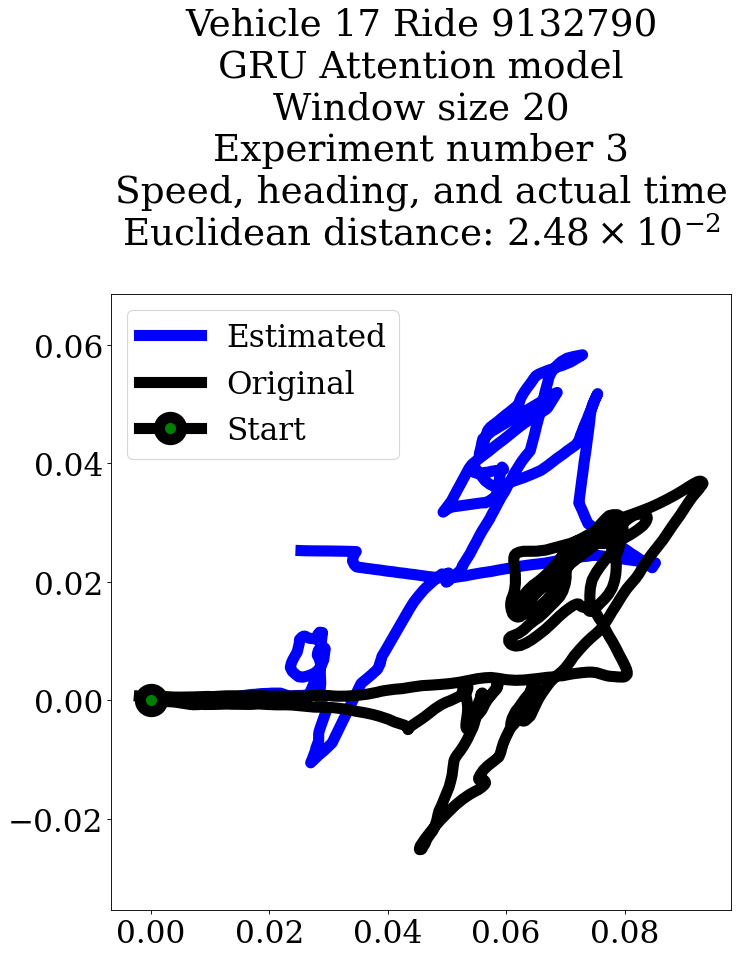 Vehicle 17 Ride 9132790
GRU Attention model
Window size 20
Experiment number 3
Speed, heading, and actual time
Euclidean distance: 2.48 × 10⁻²
Estimated
Original
Start
0.06
0.04
0.02
0.00
−0.02
0.00 0.02 0.04 0.06 0.08